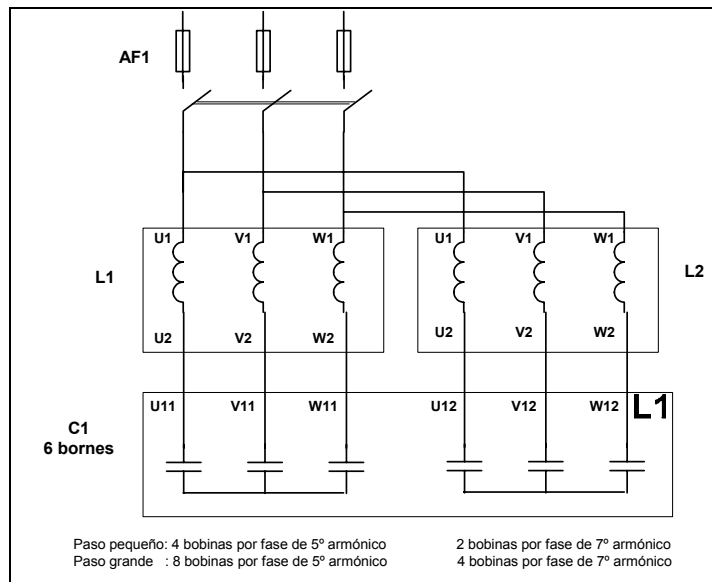 AF1
U1 V1 W1 U1 V1 W1
L1 L2
U2 V2 W2 U2 V2 W2
U11 V11 W11 U12 V12 W12 L1
C1
6 bornes
Paso pequeño: 4 bobinas por fase de 5º armónico 2 bobinas por fase de 7º armónico
Paso grande : 8 bobinas por fase de 5º armónico 4 bobinas por fase de 7º armónico